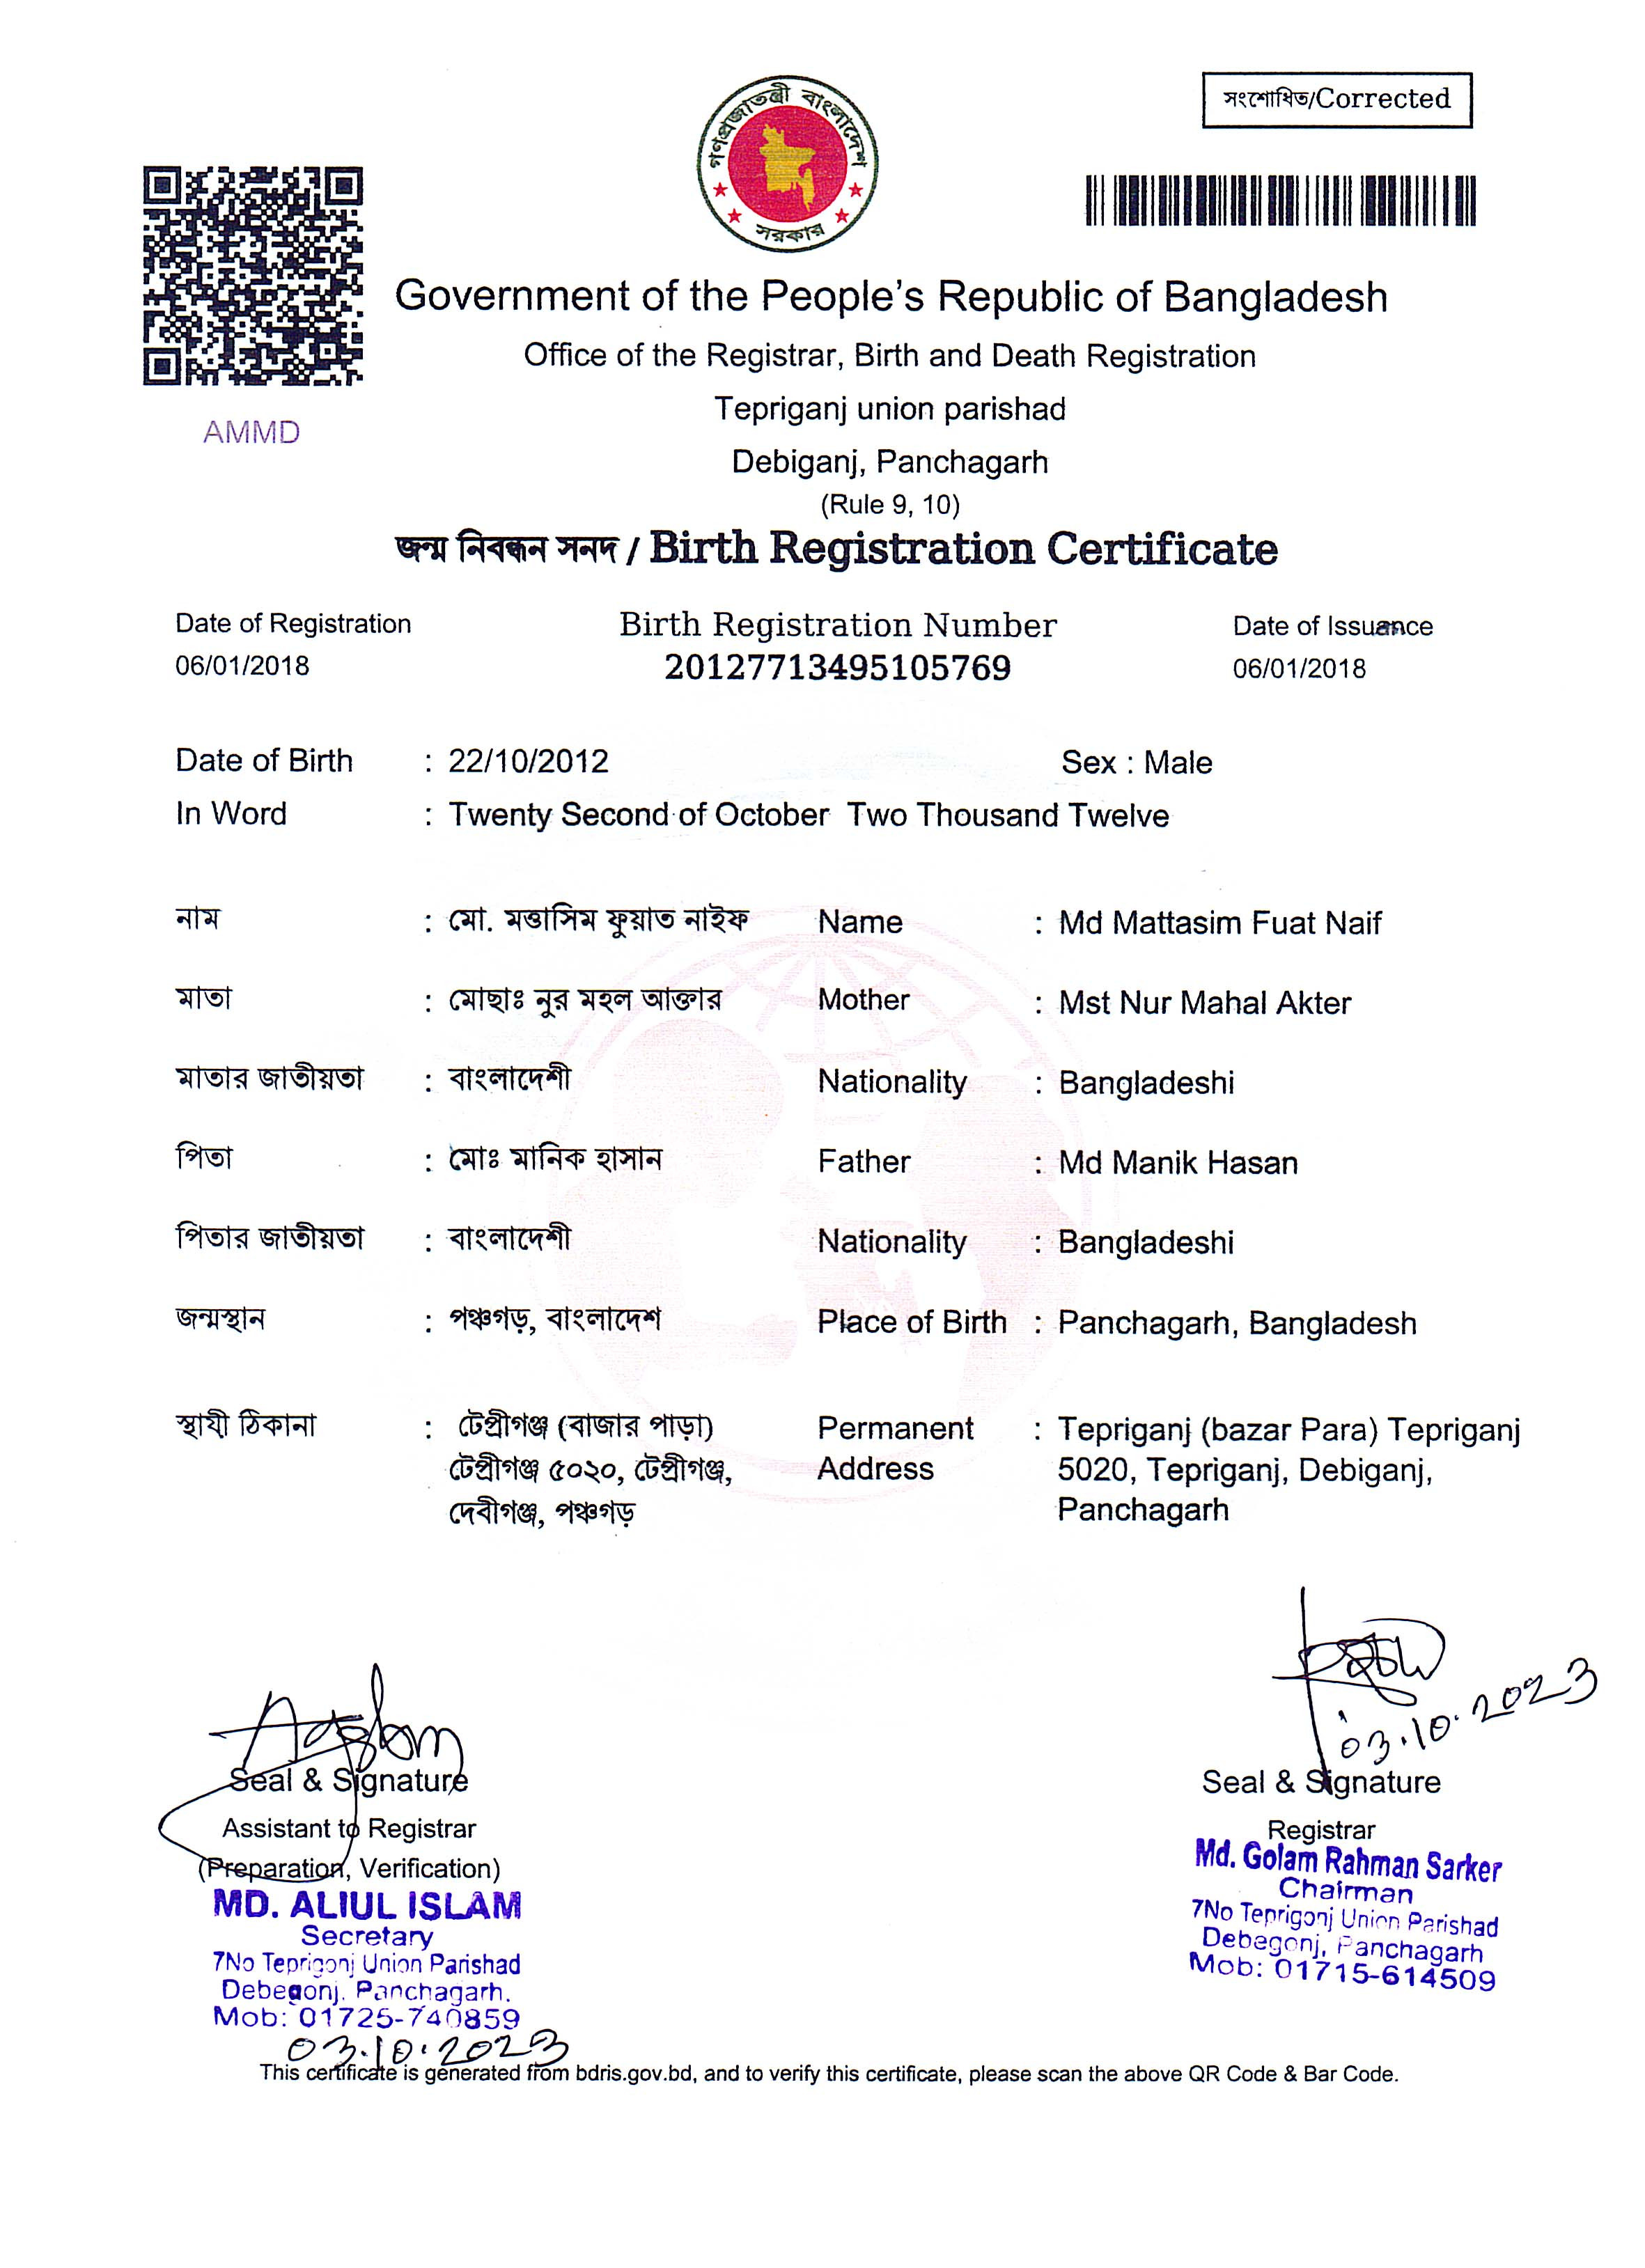 সংশোধিত/Corrected
গণপ্রজাতন্ত্রী বাংলাদেশ
সরকার
AMMD
Government of the People's Republic of Bangladesh
Office of the Registrar, Birth and Death Registration
Tepriganj union parishad
Debiganj, Panchagarh
(Rule 9, 10)
জন্ম নিবন্ধন সনদ / Birth Registration Certificate
Date of Registration Birth Registration Number Date of Issuance
06/01/2018 20127713495105769 06/01/2018
Date of Birth : 22/10/2012 Sex : Male
In Word : Twenty Second of October Two Thousand Twelve
নাম : মো. মত্তাসিম ফুয়াত নাইফ Name : Md Mattasim Fuat Naif
মাতা : মোছাঃ নুর মহল আক্তার Mother : Mst Nur Mahal Akter
মাতার জাতীয়তা : বাংলাদেশী Nationality : Bangladeshi
পিতা : মোঃ মানিক হাসান Father : Md Manik Hasan
পিতার জাতীয়তা : বাংলাদেশী Nationality : Bangladeshi
জন্মস্থান : পঞ্চগড়, বাংলাদেশ Place of Birth : Panchagarh, Bangladesh
স্থায়ী ঠিকানা : টেপ্রীগঞ্জ (বাজার পাড়া) Permanent : Tepriganj (bazar Para) Tepriganj
টেপ্রীগঞ্জ ৫০২০, টেপ্রীগঞ্জ, Address 5020, Tepriganj, Debiganj,
দেবীগঞ্জ, পঞ্চগড় Panchagarh
03.10.2023
Seal & Signature Seal & Signature
Assistant to Registrar Registrar
(Preparation, Verification) Md. Golam Rahman Sarker
MD. ALIUL ISLAM Chairman
Secretary 7No Teprigonj Union Parishad
7No Teprigonj Union Parishad Debegonj, Panchagarh
Debegonj. Panchagarh. Mob: 01715-614509
Mob: 01725-740859
03.10.2023
This certificate is generated from bdris.gov.bd, and to verify this certificate, please scan the above QR Code & Bar Code.